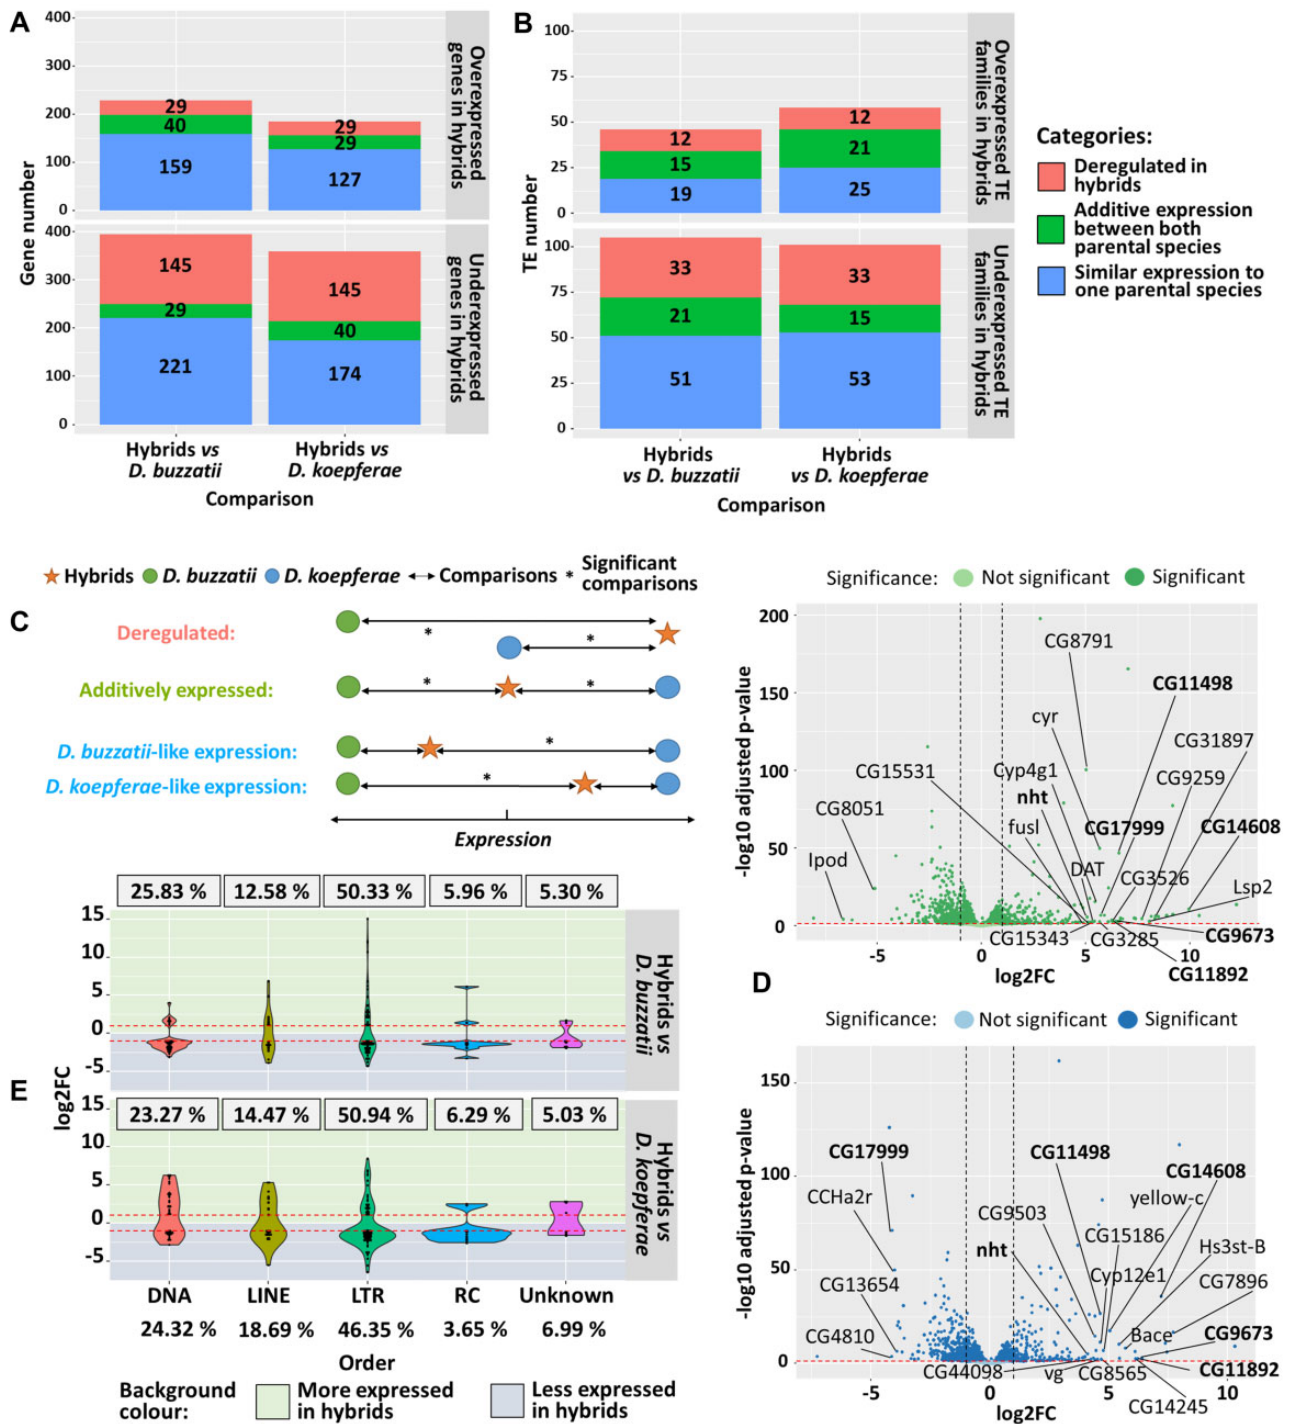 A
400
300
200
100
0
29
40
159
29
29
127
Overexpressed
genes in hybrids
Gene number
400
300
200
100
0
145
29
221
145
40
174
Underexpressed
genes in hybrids
Hybrids vs
D. buzzatii
Hybrids vs
D. koepferae
Comparison
B
100
75
50
25
0
12
15
19
12
21
25
Overexpressed TE
families in hybrids
TE number
100
75
50
25
0
33
21
51
33
15
53
Underexpressed TE
families in hybrids
Hybrids
vs D. buzzatii
Hybrids
vs D. koepferae
Comparison
Categories:
Deregulated in
hybrids
Additive expression
between both
parental species
Similar expression to
one parental species
Hybrids
D. buzzatii
D. koepferae
Comparisons
*
Significant
comparisons
C
Deregulated:
*
*
Additively expressed:
*
*
D. buzzatii-like expression:
*
D. koepferae-like expression:
*
Expression
Significance:
Not significant
Significant
200
150
100
50
0
-log10 adjusted p-value
CG8791
CG11498
cyr
CG31897
CG15531
Cyp4g1
CG9259
nht
CG8051
fusl
CG17999
CG14608
Ipod
DAT
CG3526
Lsp2
CG15343
CG3285
CG9673
CG11892
-5
0
5
10
log2FC
D
Significance:
Not significant
Significant
150
100
50
0
-log10 adjusted p-value
CG17999
CG11498
CG14608
CCHa2r
yellow-c
CG9503
CG15186
nht
Hs3st-B
CG13654
Cyp12e1
CG7896
CG4810
Bace
CG9673
CG44098
vg
CG8565
CG11892
CG14245
-5
0
5
10
log2FC
E
25.83 %
12.58 %
50.33 %
5.96 %
5.30 %
15
10
5
0
-5
Hybrids vs
D. buzzatii
log2FC
23.27 %
14.47 %
50.94 %
6.29 %
5.03 %
15
10
5
0
-5
Hybrids vs
D. koepferae
DNA
LINE
LTR
RC
Unknown
24.32 %
18.69 %
46.35 %
3.65 %
6.99 %
Order
Background
colour:
More expressed
in hybrids
Less expressed
in hybrids